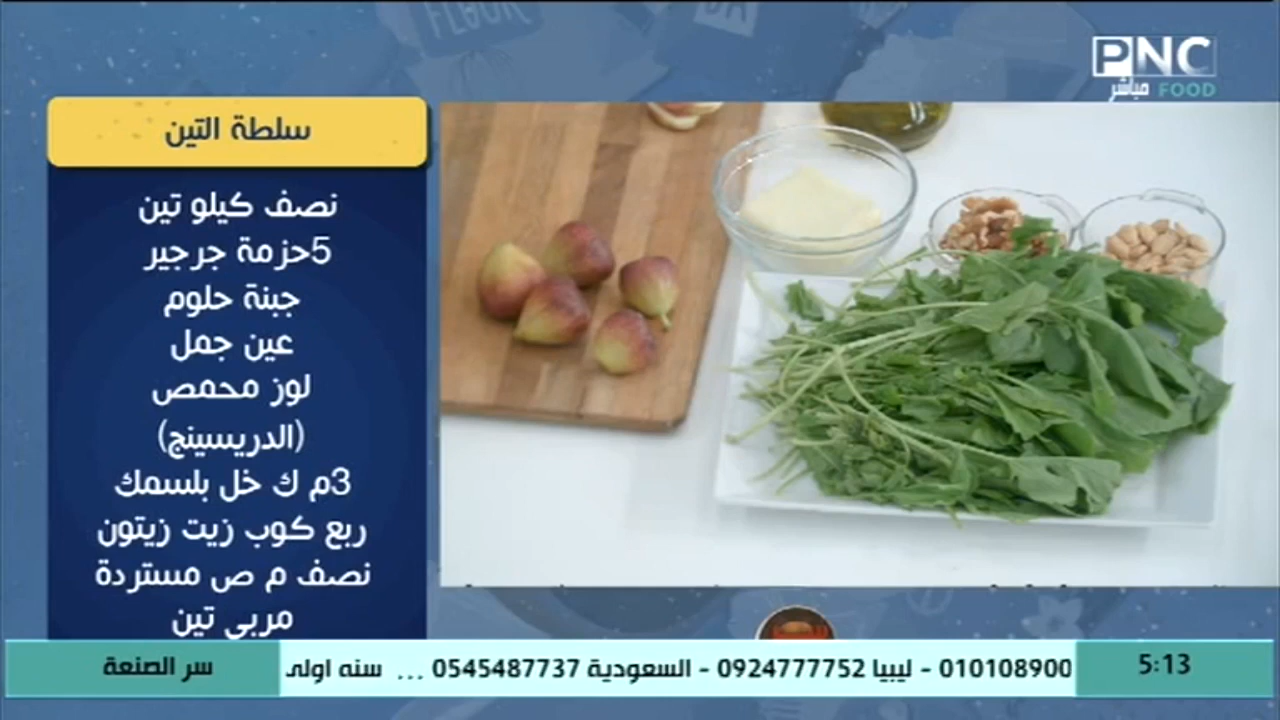 PNC
مباشر FOOD
سلطة التين
نصف كيلو تين
5حزمة جرجير
جبنة حلوم
عين جمل
لوز محمص
(الدريسينج)
3م ك خل بلسمك
ربع كوب زيت زيتون
نصف م ص مستردة
مربى تين
5:13
010108900 - ليبيا 0924777752 - السعودية 0545487737 ... سنه اولى
سر الصنعة